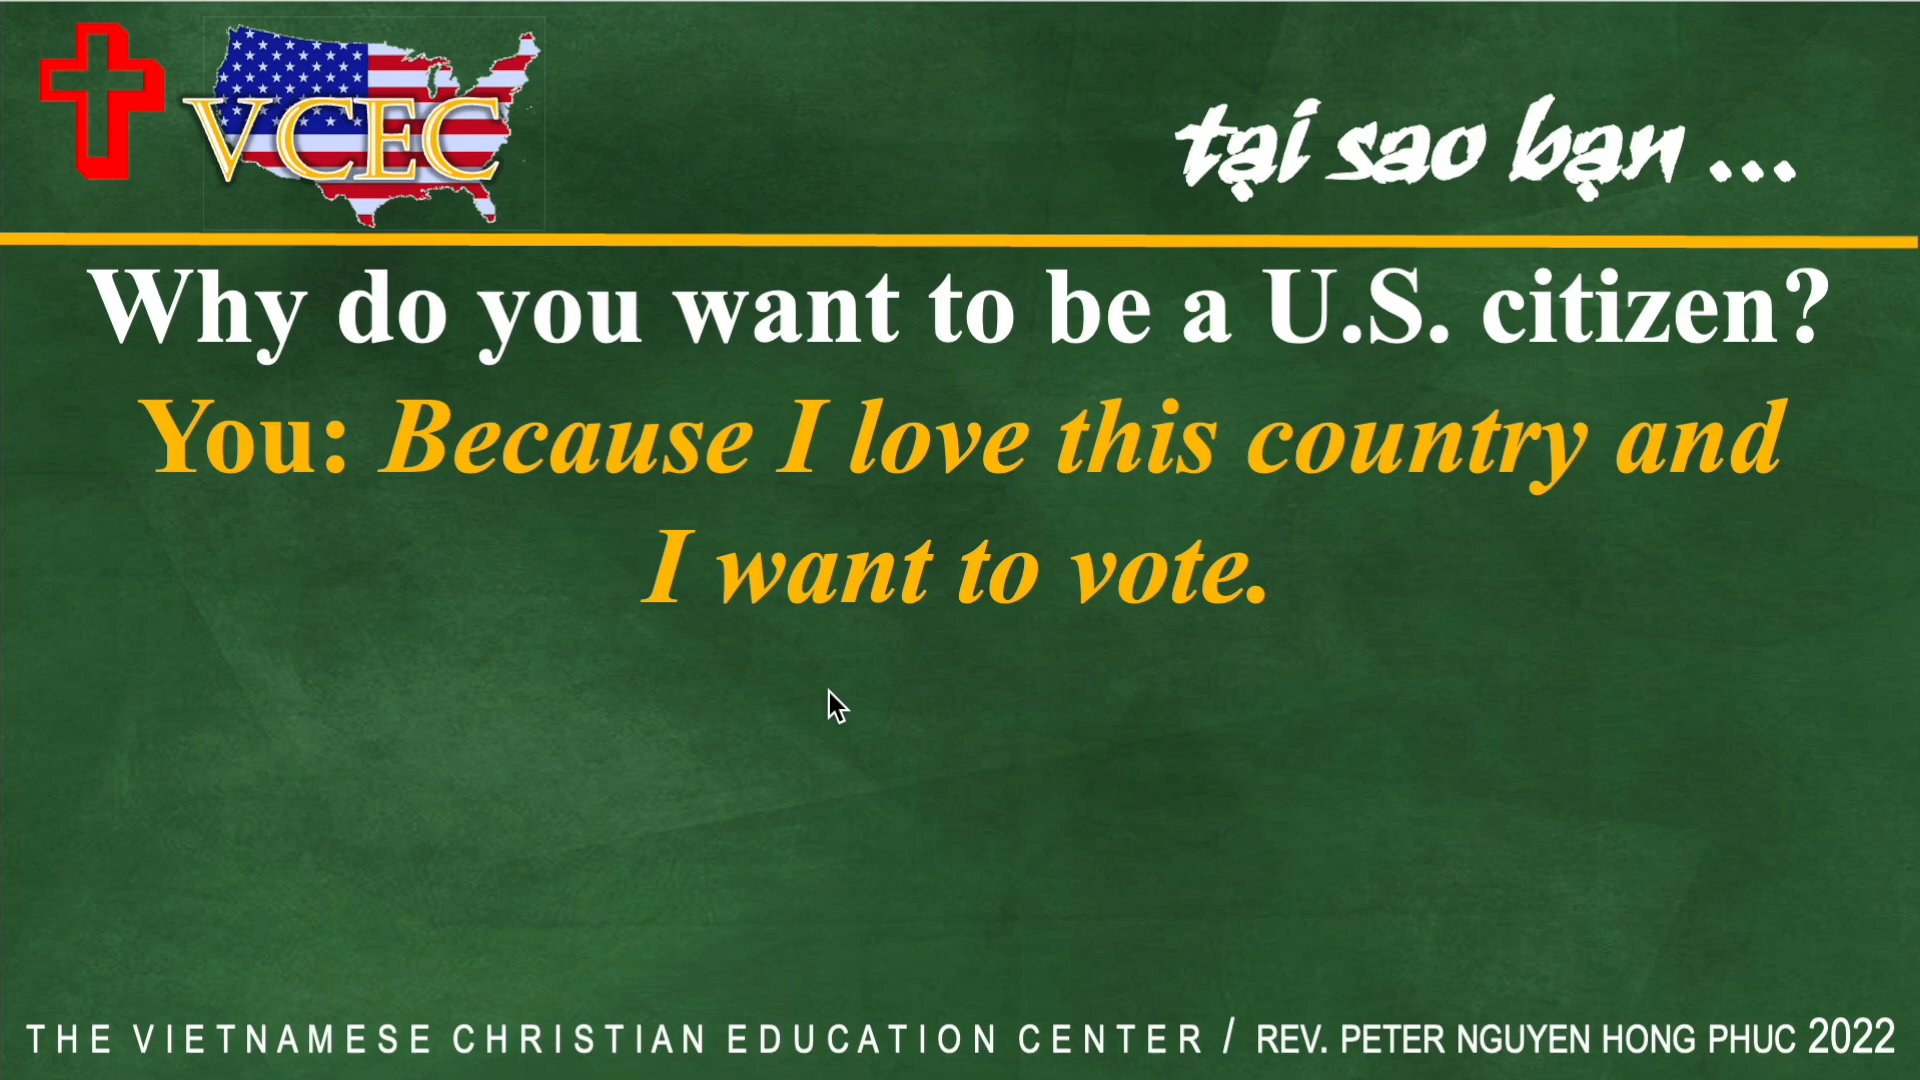 VCEC
tại sao bạn ...
Why do you want to be a U.S. citizen?
You: Because I love this country and
I want to vote.
THE VIETNAMESE CHRISTIAN EDUCATION CENTER / REV. PETER NGUYEN HONG PHUC 2022